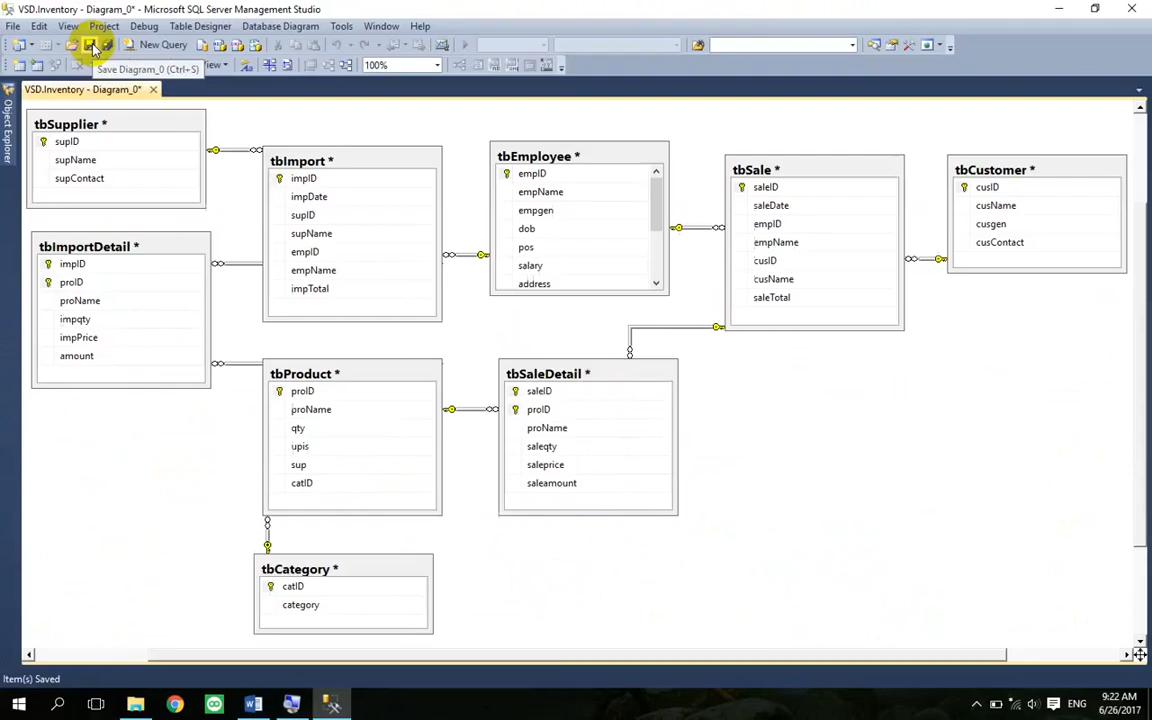 VSD.Inventory - Diagram_0* - Microsoft SQL Server Management Studio
File Edit View Project Debug Table Designer Database Diagram Tools Window Help
New Query
Save Diagram_0 (Ctrl+S)
View
100%
Object Explorer
VSD.Inventory - Diagram_0*
tbSupplier *
supID
supName
supContact
tbImport *
impID
impDate
supID
supName
empID
empName
impTotal
tbEmployee *
empID
empName
empgen
dob
pos
salary
address
tbSale *
saleID
saleDate
empID
empName
cusID
cusName
saleTotal
tbCustomer *
cusID
cusName
cusgen
cusContact
tbImportDetail *
impID
proID
proName
impqty
impPrice
amount
tbProduct *
proID
proName
qty
upis
sup
catID
tbSaleDetail *
saleID
proID
proName
saleqty
saleprice
saleamount
tbCategory *
catID
category
Item(s) Saved
ENG
9:22 AM
6/26/2017